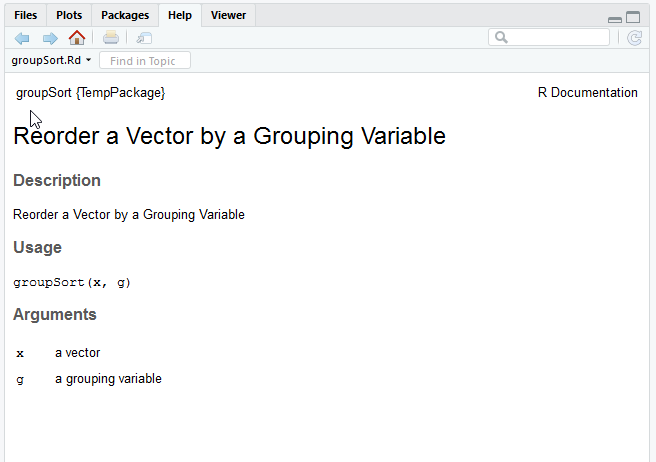 Files Plots Packages Help Viewer
groupSort.Rd Find in Topic
groupSort {TempPackage} R Documentation
Reorder a Vector by a Grouping Variable
Description
Reorder a Vector by a Grouping Variable
Usage
groupSort(x, g)
Arguments
x a vector
g a grouping variable